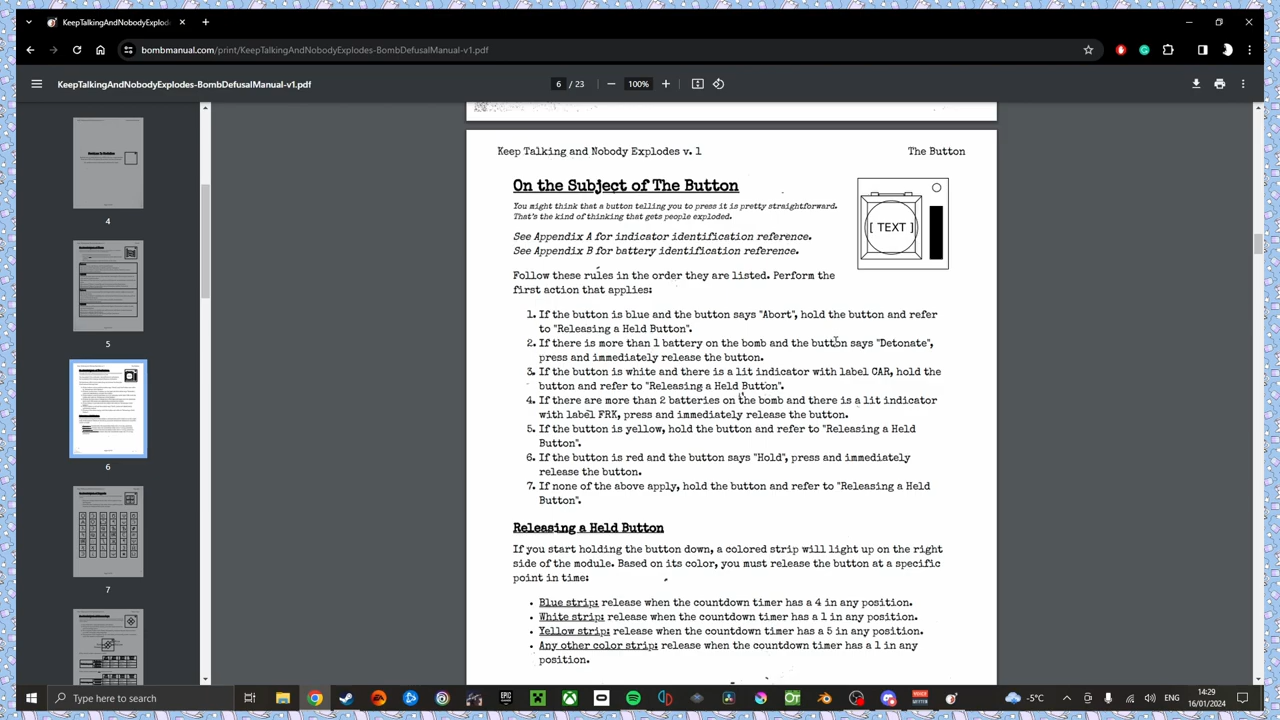 KeepTalkingAndNobodyExplod
bombmanual.com/print/KeepTalkingAndNobodyExplodes-BombDefusalManual-v1.pdf
KeepTalkingAndNobodyExplodes-BombDefusalManual-v1.pdf
6 / 23
100%
4
5
6
7
Keep Talking and Nobody Explodes v. 1
The Button
On the Subject of The Button
You might think that a button telling you to press it is pretty straightforward.
That's the kind of thinking that gets people exploded.
[ TEXT ]
See Appendix A for indicator identification reference.
See Appendix B for battery identification reference.
Follow these rules in the order they are listed. Perform the
first action that applies:
1. If the button is blue and the button says "Abort", hold the button and refer
to "Releasing a Held Button".
2. If there is more than 1 battery on the bomb and the button says "Detonate",
press and immediately release the button.
3. If the button is white and there is a lit indicator with label CAR, hold the
button and refer to "Releasing a Held Button".
4. If there are more than 2 batteries on the bomb and there is a lit indicator
with label FRK, press and immediately release the button.
5. If the button is yellow, hold the button and refer to "Releasing a Held
Button".
6. If the button is red and the button says "Hold", press and immediately
release the button.
7. If none of the above apply, hold the button and refer to "Releasing a Held
Button".
Releasing a Held Button
If you start holding the button down, a colored strip will light up on the right
side of the module. Based on its color, you must release the button at a specific
point in time:
• Blue strip: release when the countdown timer has a 4 in any position.
• White strip: release when the countdown timer has a 1 in any position.
• Yellow strip: release when the countdown timer has a 5 in any position.
• Any other color strip: release when the countdown timer has a 1 in any
position.
Type here to search
EPIC
-5°C
ENG
14:29
16/01/2024